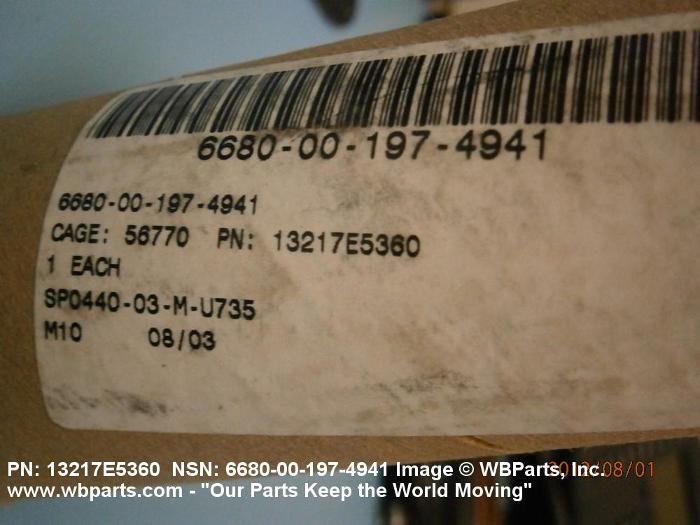 6680-00-197-4941
6680-00-197-4941
CAGE: 56770 PN: 13217E5360
1 EACH
SP0440-03-M-U735
M10 08/03
PN: 13217E5360 NSN: 6680-00-197-4941 Image © WBParts, Inc.
www.wbparts.com - "Our Parts Keep the World Moving"